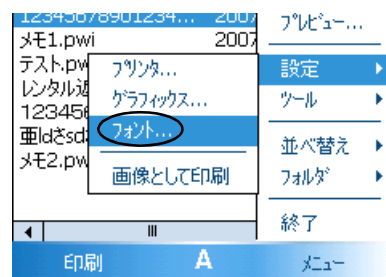 12345678901234... 2007
メモ1.pwi 2007
テスト.pw
レンタル返
123456
亜Idさsd
メモ2.pw
プリンタ...
グラフィックス...
フォント...
画像として印刷
プレビュー...
設定
ツール
並べ替え
フォルダ
終了
印刷 A メニュー